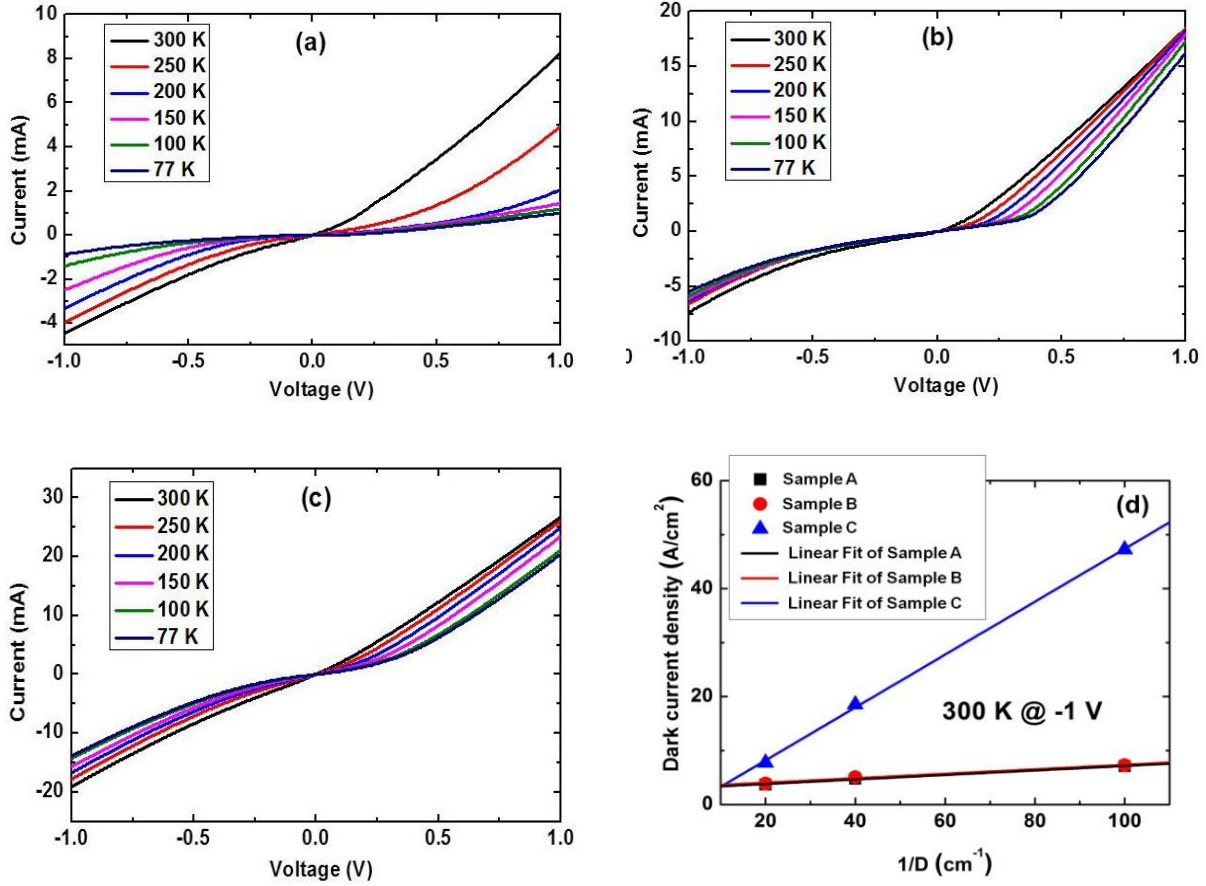 (a)
300 K
250 K
200 K
150 K
100 K
77 K
10
8
6
4
2
0
-2
-4
Current (mA)
-1.0 -0.5 0.0 0.5 1.0
Voltage (V)
(b)
300 K
250 K
200 K
150 K
100 K
77 K
20
15
10
5
0
-5
-10
Current (mA)
0
-1.0 -0.5 0.0 0.5 1.0
Voltage (V)
(c)
300 K
250 K
200 K
150 K
100 K
77 K
30
20
10
0
-10
-20
Current (mA)
-1.0 -0.5 0.0 0.5 1.0
Voltage (V)
(d)
Sample A
Sample B
Sample C
Linear Fit of Sample A
Linear Fit of Sample B
Linear Fit of Sample C
60
40
20
0
Dark current density (A/cm2)
300 K @ -1 V
20 40 60 80 100
1/D (cm-1)